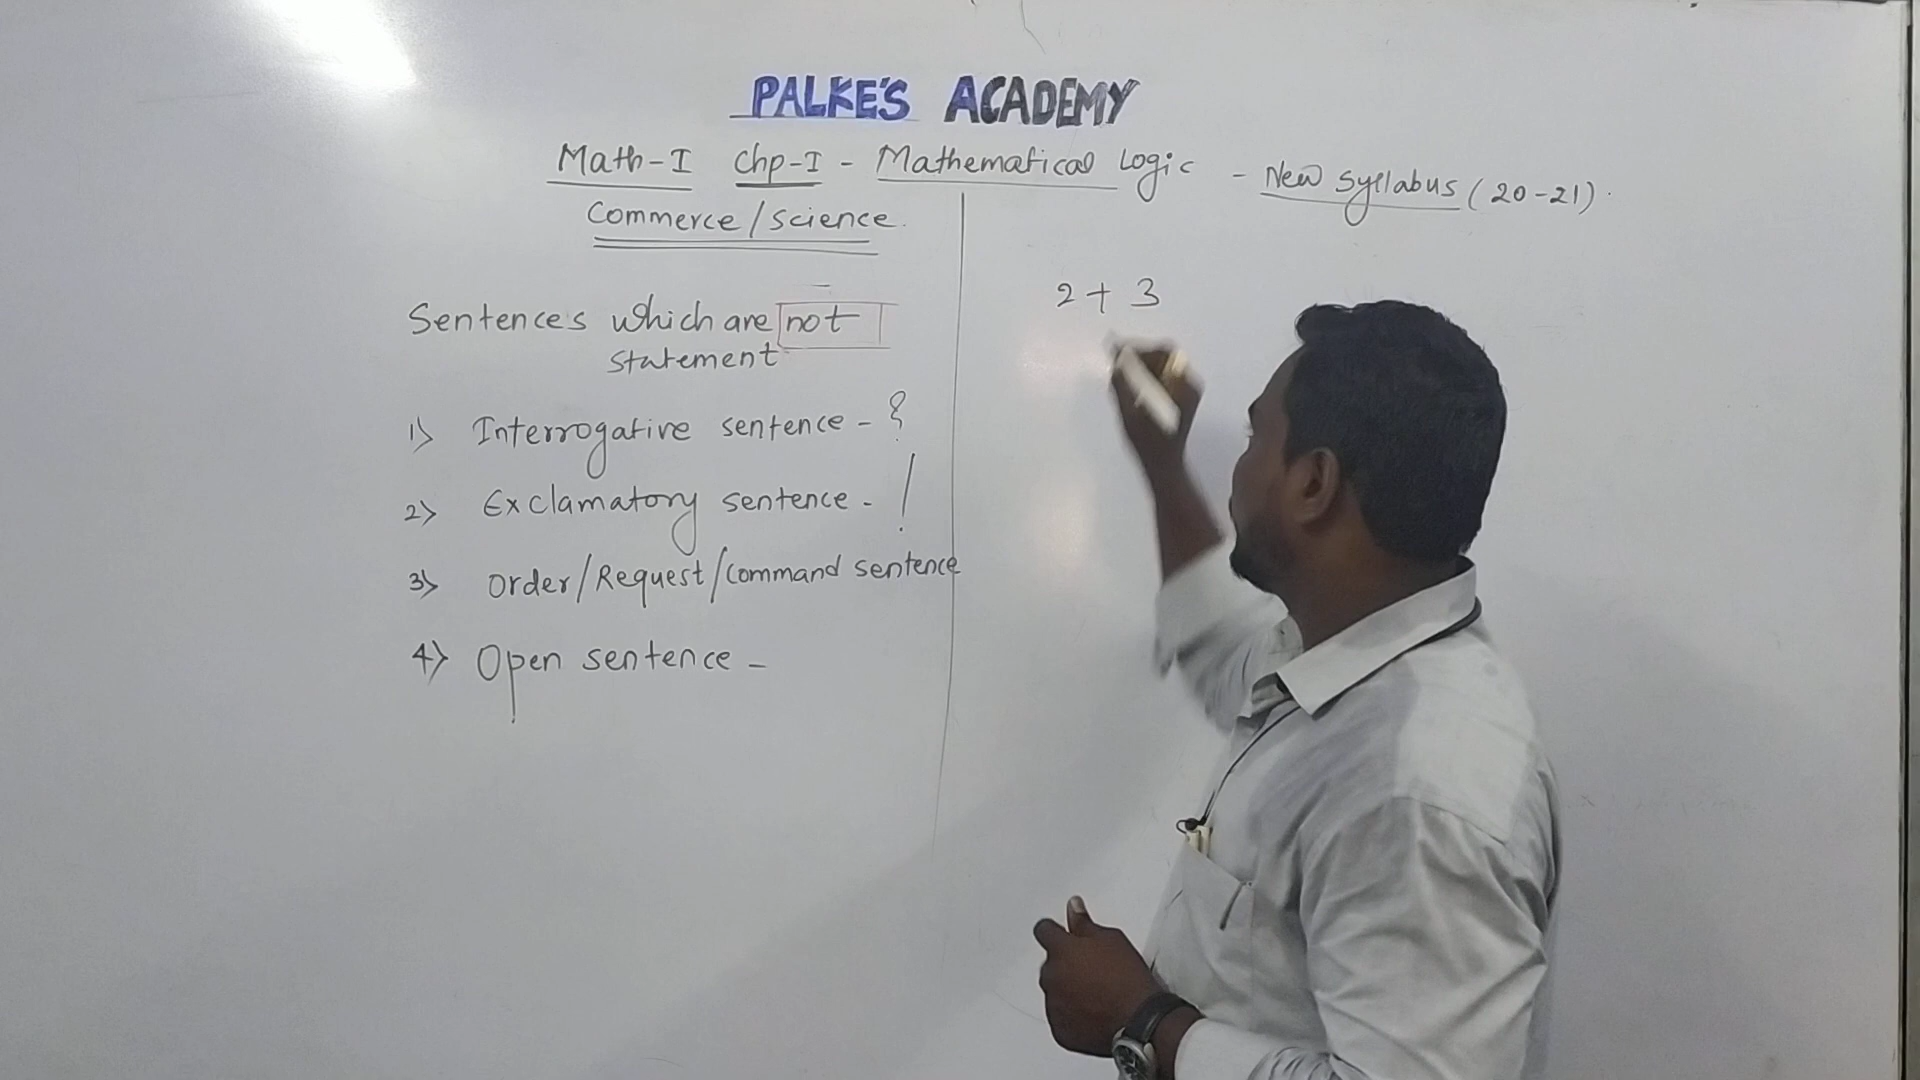 PALKE'S ACADEMY
Math-I Chp-I - Mathematical Logic - New Syllabus (20-21).
Commerce/Science.
Sentences which are not
statement
1) Interrogative sentence - ?
2) Exclamatory sentence - !
3) Order/Request/Command sentence
4) Open sentence -
2 + 3